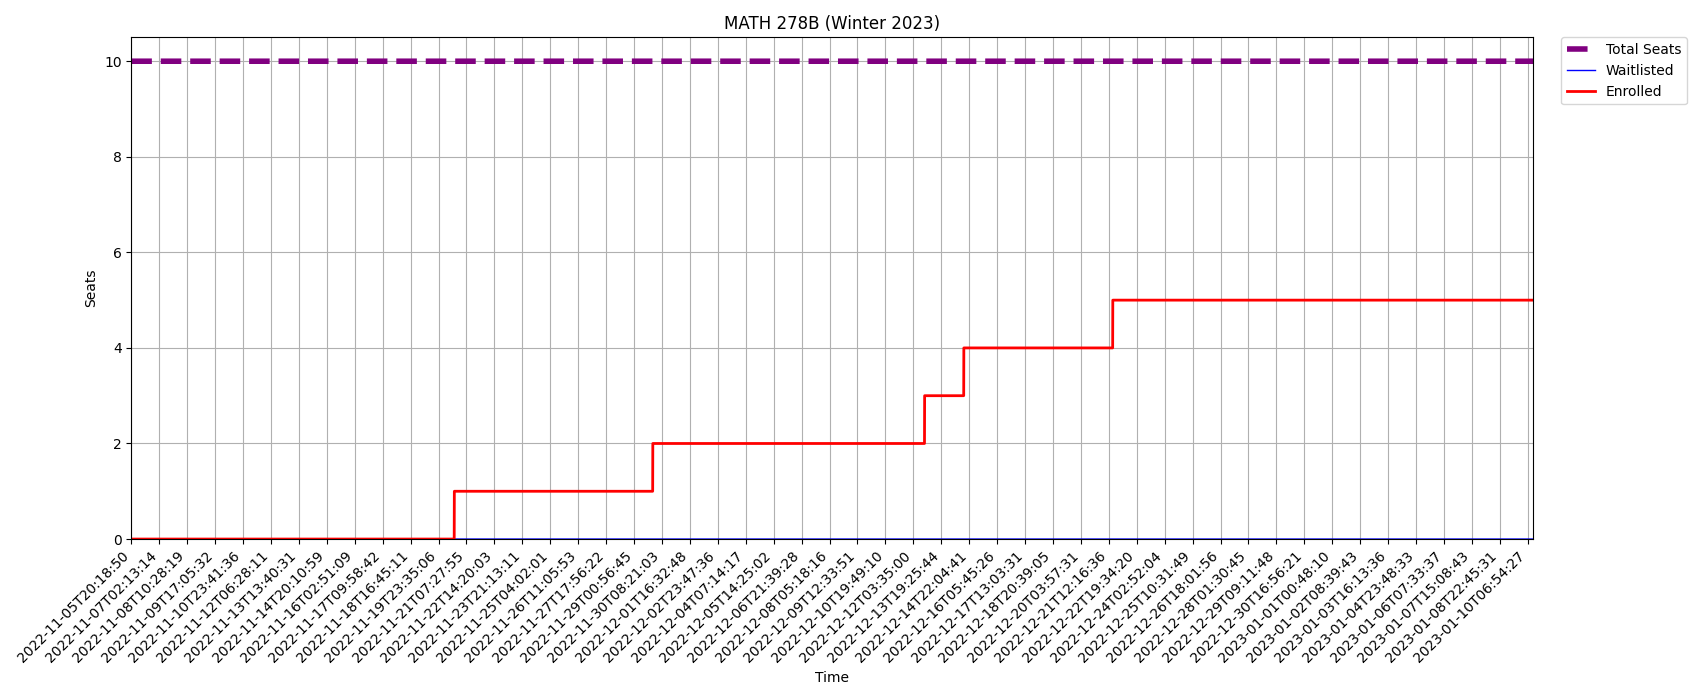 MATH 278B (Winter 2023)
Total Seats
Waitlisted
Enrolled
10
8
6
4
2
0
Seats
2022-11-05T20:18:50
2022-11-07T02:13:14
2022-11-08T10:28:19
2022-11-09T17:05:32
2022-11-10T23:41:36
2022-11-12T06:28:11
2022-11-13T13:40:31
2022-11-14T20:10:59
2022-11-16T02:51:09
2022-11-17T09:58:42
2022-11-18T16:45:11
2022-11-19T23:35:06
2022-11-21T07:27:55
2022-11-22T14:20:03
2022-11-23T21:13:11
2022-11-25T04:02:01
2022-11-26T11:05:53
2022-11-27T17:56:22
2022-11-29T00:56:45
2022-11-30T08:21:03
2022-12-01T16:32:48
2022-12-02T23:47:36
2022-12-04T07:14:17
2022-12-05T14:25:02
2022-12-06T21:39:28
2022-12-08T05:18:16
2022-12-09T12:33:51
2022-12-10T19:49:10
2022-12-12T03:35:00
2022-12-13T19:25:44
2022-12-14T22:04:41
2022-12-16T05:45:26
2022-12-17T13:03:31
2022-12-18T20:39:05
2022-12-20T03:57:31
2022-12-21T12:16:36
2022-12-22T19:34:20
2022-12-24T02:52:04
2022-12-25T10:31:49
2022-12-26T18:01:56
2022-12-28T01:30:45
2022-12-29T09:11:48
2022-12-30T16:56:21
2023-01-01T00:48:10
2023-01-02T08:39:43
2023-01-03T16:13:36
2023-01-04T23:48:33
2023-01-06T07:33:37
2023-01-07T15:08:43
2023-01-08T22:45:31
2023-01-10T06:54:27
Time